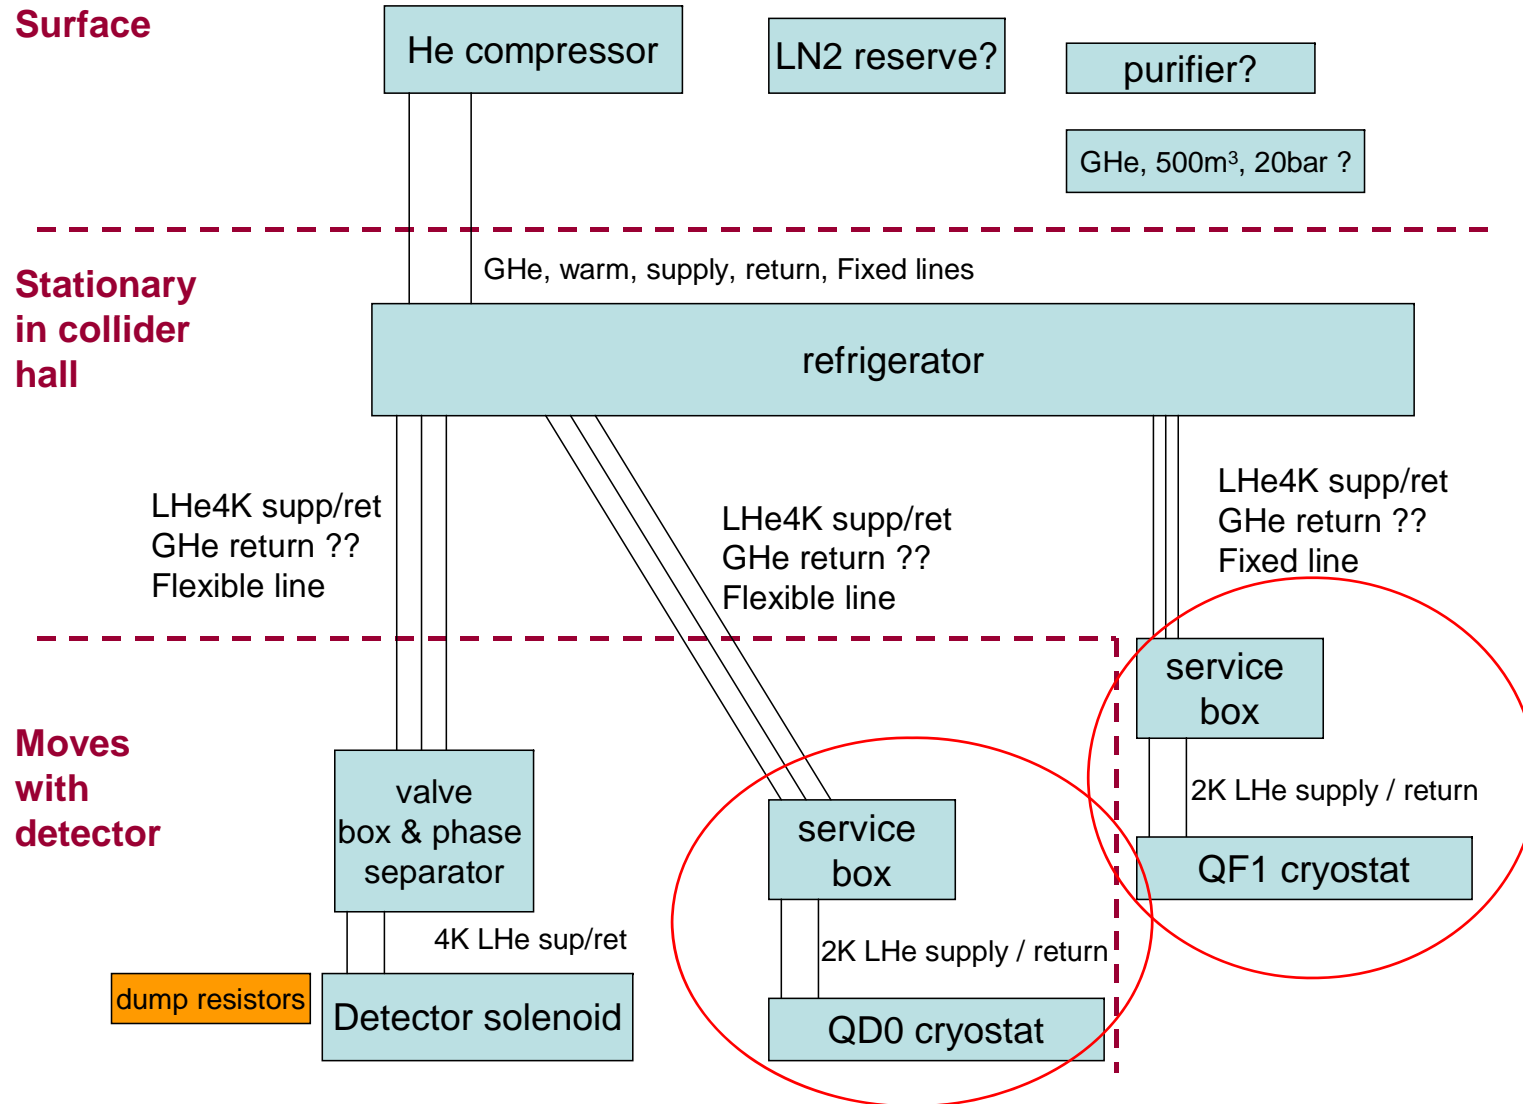 Surface
He compressor
LN2 reserve?
purifier?
GHe, 500m³, 20bar ?
Stationary
in collider
hall
GHe, warm, supply, return, Fixed lines
refrigerator
LHe4K supp/ret
GHe return ??
Flexible line
LHe4K supp/ret
GHe return ??
Flexible line
LHe4K supp/ret
GHe return ??
Fixed line
Moves
with
detector
valve
box & phase
separator
service
box
service
box
2K LHe supply / return
QF1 cryostat
4K LHe sup/ret
2K LHe supply / return
dump resistors
Detector solenoid
QD0 cryostat